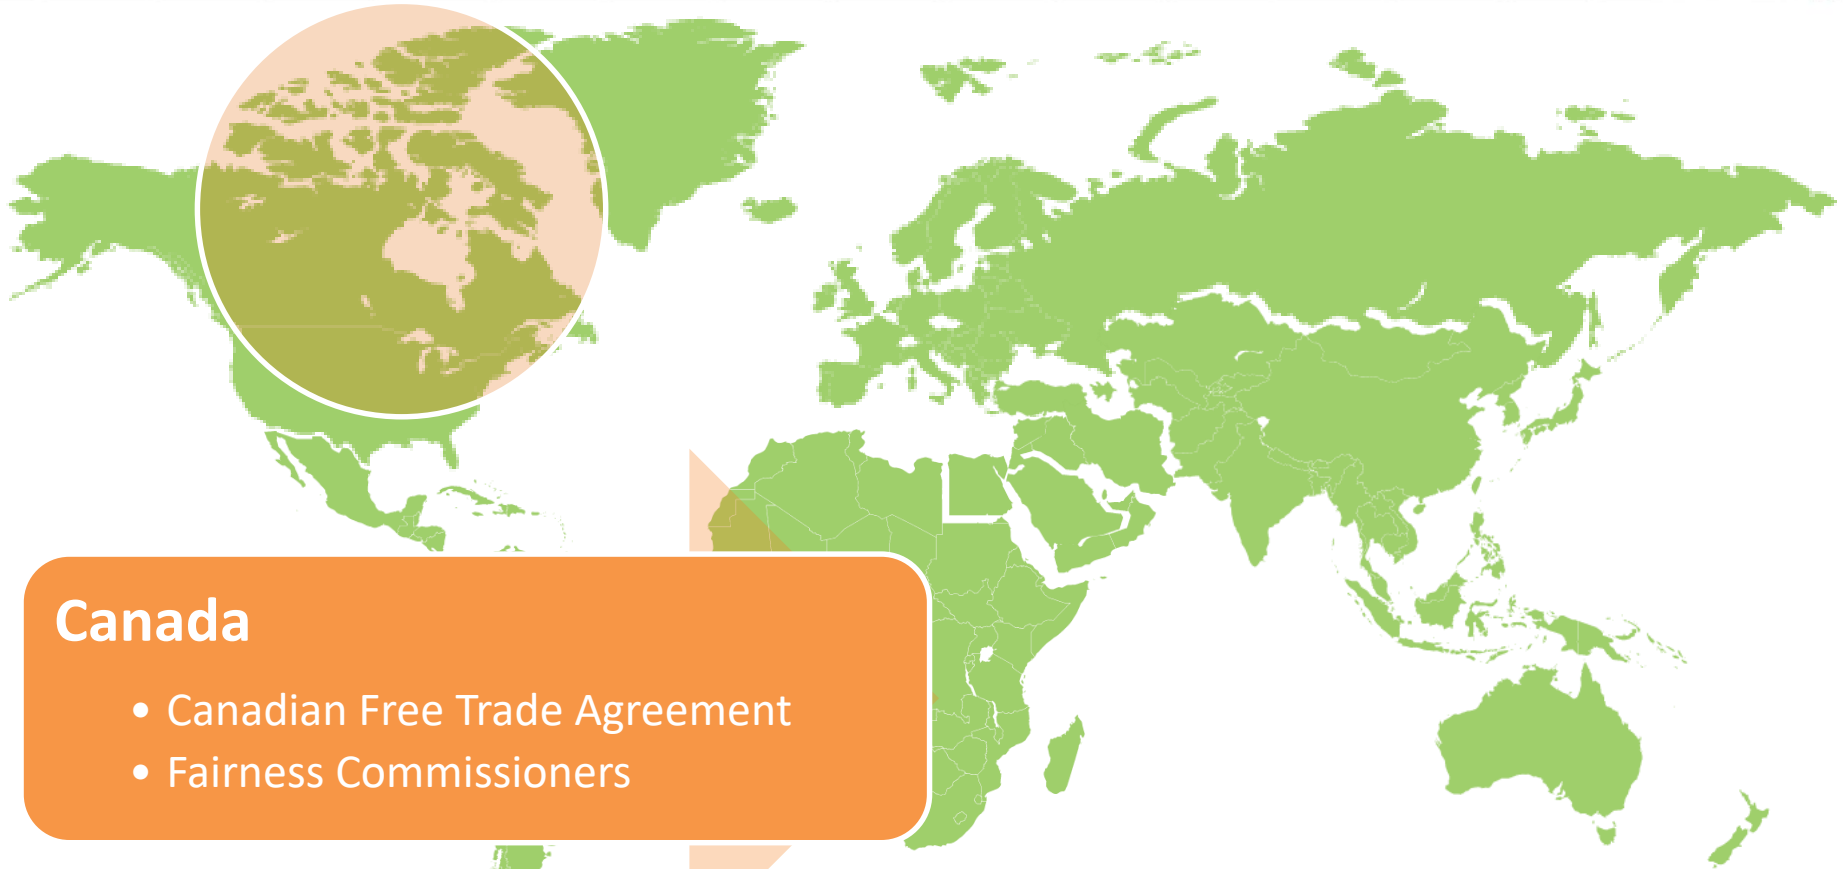 Canada
• Canadian Free Trade Agreement
• Fairness Commissioners